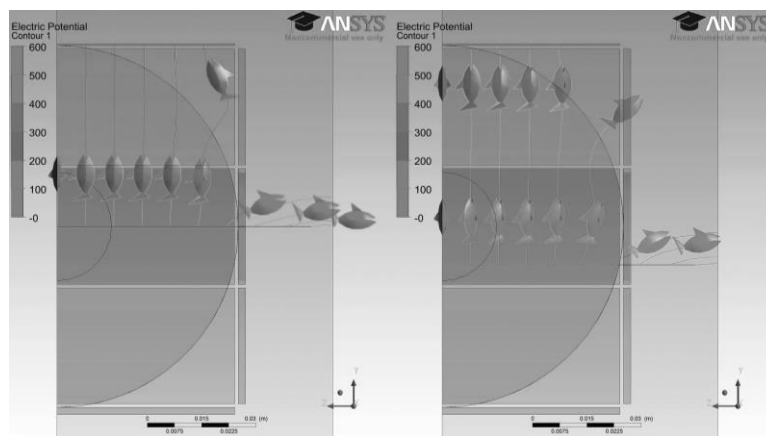 Electric Potential
Contour 1
600
500
400
300
200
100
-0
ANSYS
Noncommercial use only
0
0.0075
0.015
0.0225
0.03 (m)
Y
Z
Electric Potential
Contour 1
600
500
400
300
200
100
-0
ANSYS
Noncommercial use only
0
0.0075
0.015
0.0225
0.03 (m)
Y